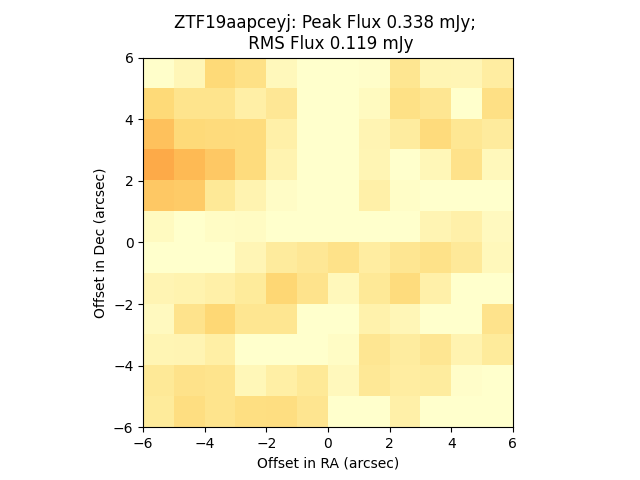 ZTF19aapceyj: Peak Flux 0.338 mJy;
RMS Flux 0.119 mJy
6
4
2
0
−2
−4
−6
Offset in Dec (arcsec)
−6 −4 −2 0 2 4 6
Offset in RA (arcsec)